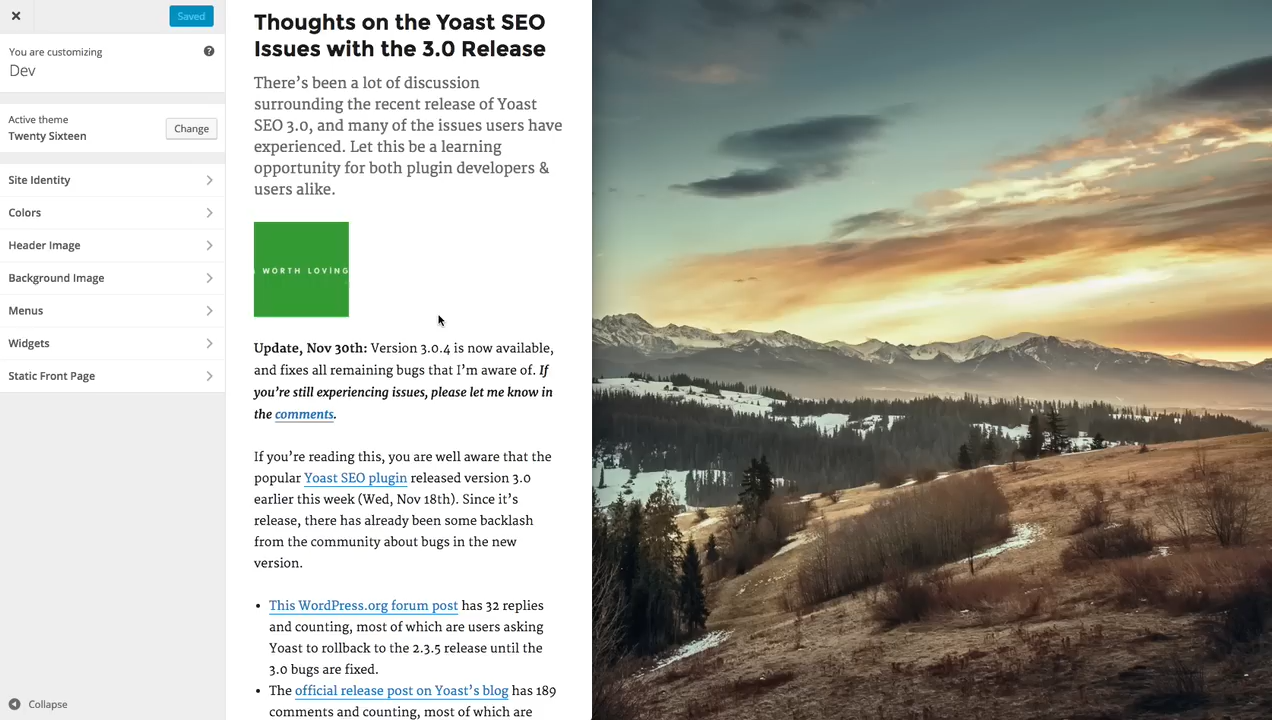 Saved
You are customizing
Dev
Active theme
Twenty Sixteen
Change
Site Identity
Colors
Header Image
Background Image
Menus
Widgets
Static Front Page
Collapse
Thoughts on the Yoast SEO
Issues with the 3.0 Release
There's been a lot of discussion
surrounding the recent release of Yoast
SEO 3.0, and many of the issues users have
experienced. Let this be a learning
opportunity for both plugin developers &
users alike.
WORTH LOVING
Update, Nov 30th: Version 3.0.4 is now available,
and fixes all remaining bugs that I'm aware of. If
you're still experiencing issues, please let me know in
the comments.
If you're reading this, you are well aware that the
popular Yoast SEO plugin released version 3.0
earlier this week (Wed, Nov 18th). Since it's
release, there has already been some backlash
from the community about bugs in the new
version.
• This WordPress.org forum post has 32 replies
and counting, most of which are users asking
Yoast to rollback to the 2.3.5 release until the
3.0 bugs are fixed.
• The official release post on Yoast's blog has 189
comments and counting, most of which are